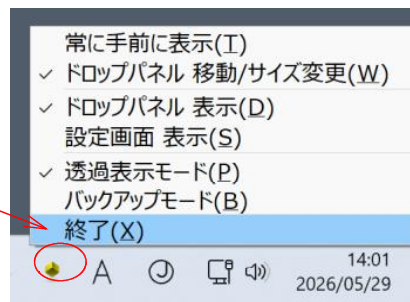 常に手前に表示(T)
✓ ドロップパネル 移動/サイズ変更(W)
✓ ドロップパネル 表示(D)
設定画面 表示(S)
✓ 透過表示モード(P)
バックアップモード(B)
終了(X)
A J 14:01
2026/05/29